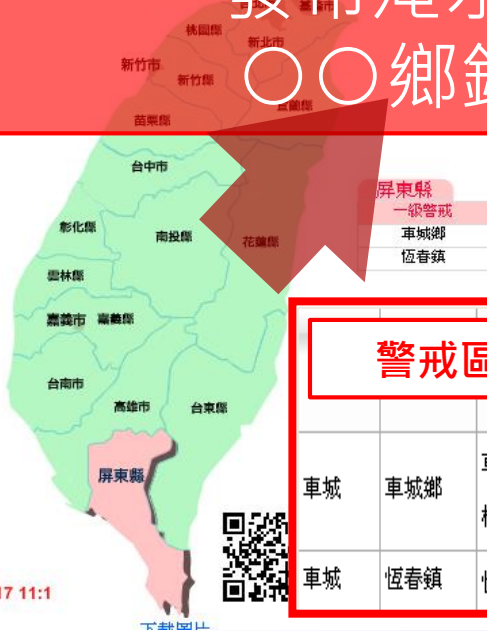 〇〇鄉
桃園縣
新北市
新竹市
新竹縣
宜蘭縣
苗栗縣
台中市
屏東縣
一級警戒
車城鄉
恆春鎮
彰化縣
南投縣
花蓮縣
雲林縣
嘉義市 嘉義縣
警戒區
台南市
高雄市
台東縣
屏東縣
車城 車城鄉
車城 恆春鎮
17 11:1
下載圖片